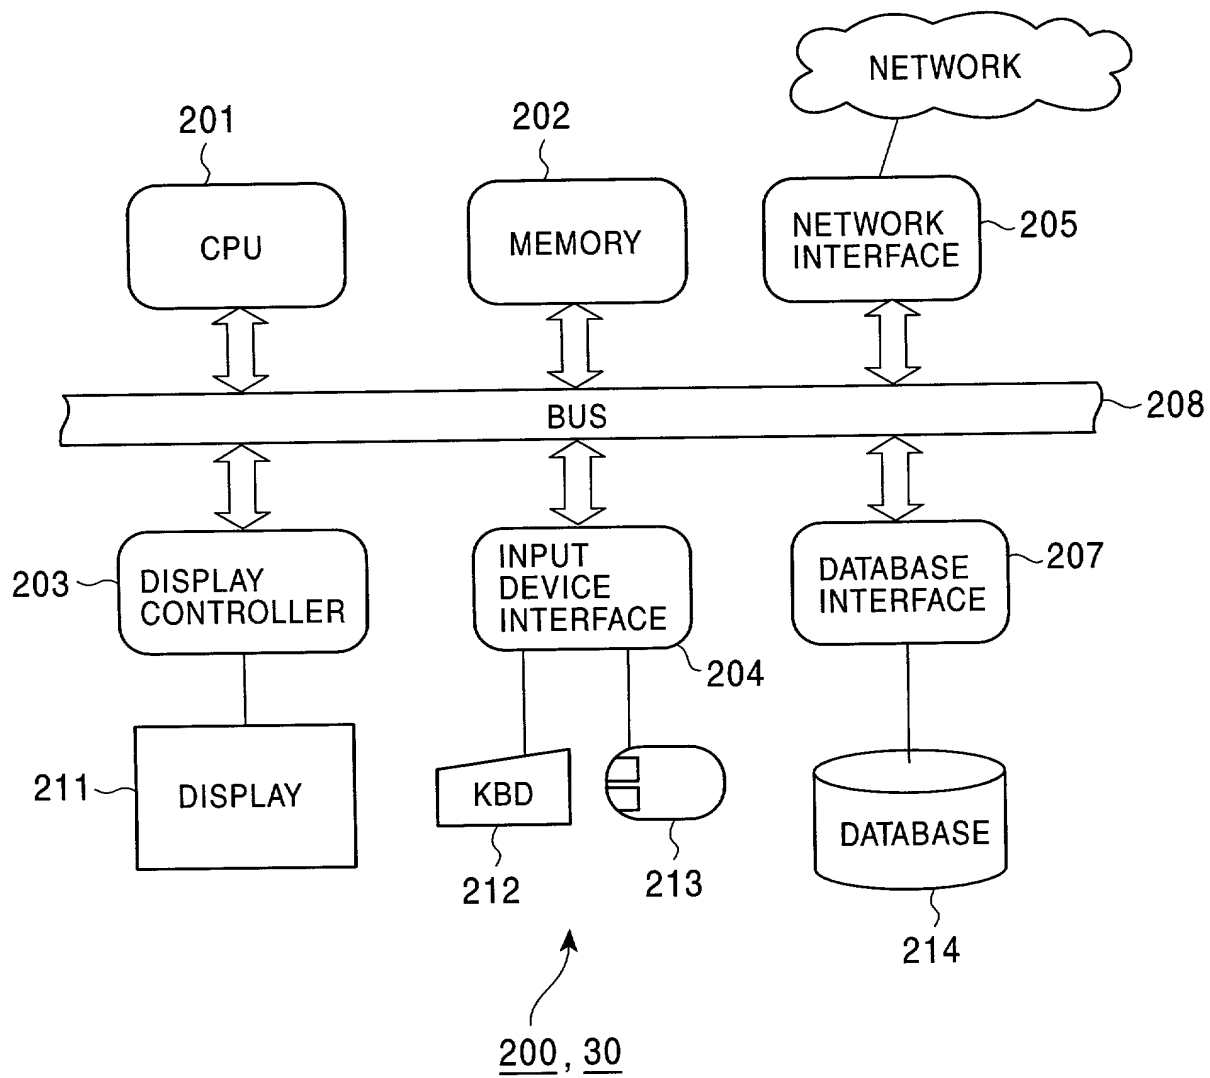 NETWORK
201
202
CPU
MEMORY
NETWORK
INTERFACE
205
BUS
208
203
DISPLAY
CONTROLLER
INPUT
DEVICE
INTERFACE
204
DATABASE
INTERFACE
207
211
DISPLAY
KBD
212
213
DATABASE
214
200, 30